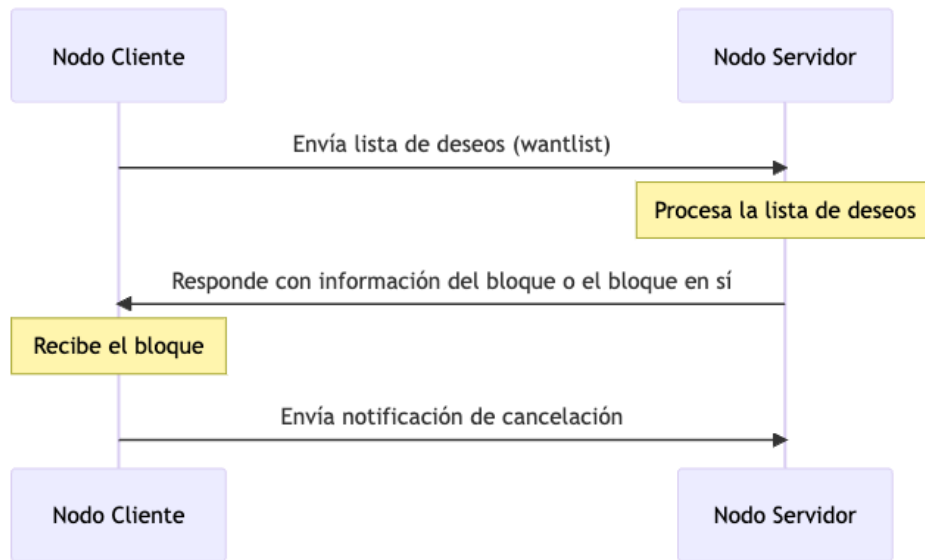 Nodo Cliente
Nodo Servidor
Envía lista de deseos (wantlist)
Procesa la lista de deseos
Responde con información del bloque o el bloque en sí
Recibe el bloque
Envía notificación de cancelación
Nodo Cliente
Nodo Servidor